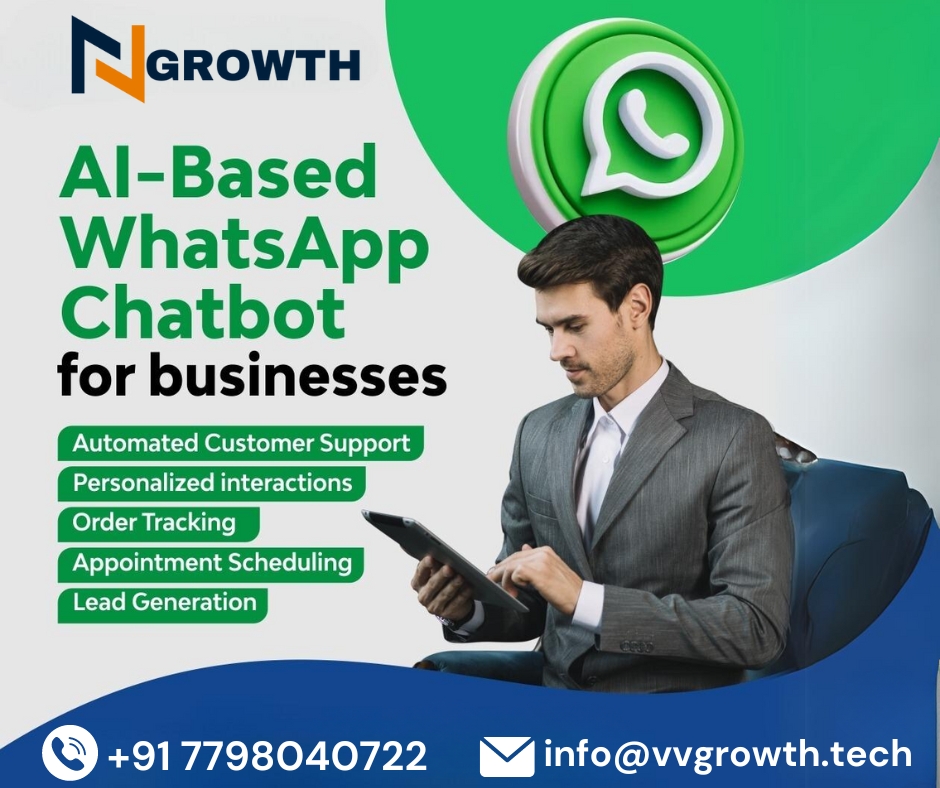 GROWTH
AI-Based
WhatsApp
Chatbot
for businesses
Automated Customer Support
Personalized interactions
Order Tracking
Appointment Scheduling
Lead Generation
+91 7798040722
info@vvgrowth.tech